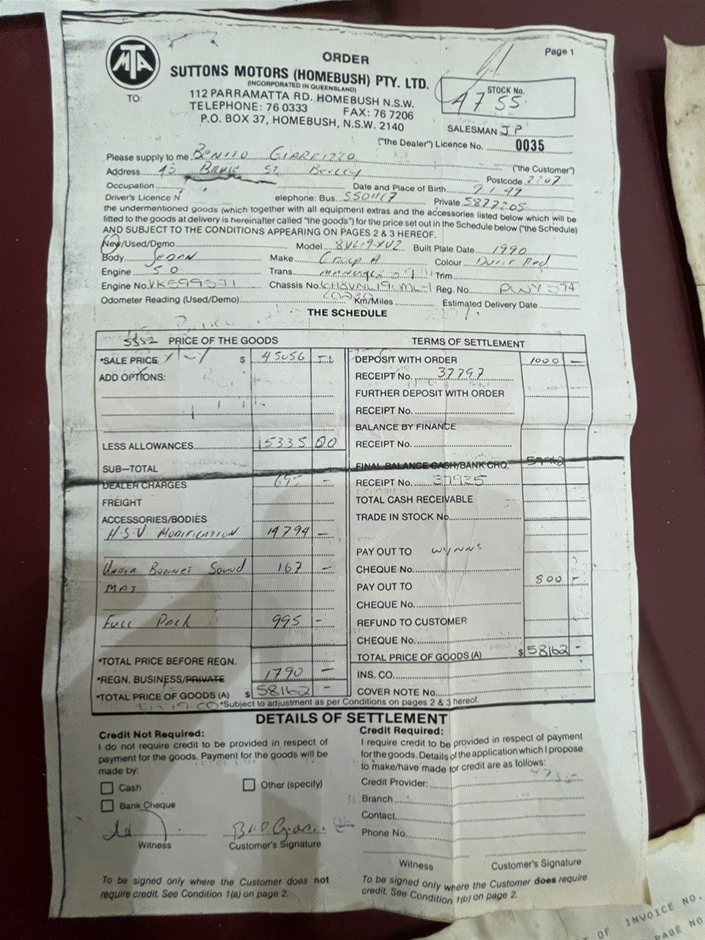 MTA
ORDER
Page 1
SUTTONS MOTORS (HOMEBUSH) PTY. LTD.
(INCORPORATED IN QUEENSLAND)
TO:
112 PARRAMATTA RD. HOMEBUSH N.S.W.
TELEPHONE: 76 0333 FAX: 76 7206
P.O. BOX 37, HOMEBUSH, N.S.W. 2140
STOCK No.
4755
SALESMAN J.P
("the Dealer") Licence No. 0035
Please supply to me BENITO GIARRIZZO ("the Customer")
Address ST Postcode 2207
Occupation Date and Place of Birth
Driver's Licence N elephone: Bus. Private 5877205
the undermentioned goods (which together with all equipment extras and the accessories listed below which will be
fitted to the goods at delivery is hereinafter called "the goods") for the price set out in the Schedule below ("the Schedule")
AND SUBJECT TO THE CONDITIONS APPEARING ON PAGES 2 & 3 HEREOF.
New/Used/Demo Model Built Plate Date 1990
Body SEDAN Make GROUP A Colour Red
Engine 5.0 Trans. Trim
Engine No. Chassis No. Reg. No.
Odometer Reading (Used/Demo) Km/Miles Estimated Delivery Date
THE SCHEDULE
PRICE OF THE GOODS
*SALE PRICE $ 45056
ADD OPTIONS:
LESS ALLOWANCES 15335 00
SUB—TOTAL
DEALER CHARGES 695 -
FREIGHT
ACCESSORIES/BODIES
H.S.V MODIFICATION 14794 -
UNDER BONNET SOUND 167 -
MAT
FULL PACK 995 -
*TOTAL PRICE BEFORE REGN.
*REGN. BUSINESS/PRIVATE 1790 -
*TOTAL PRICE OF GOODS (A) $ 58162 -
TERMS OF SETTLEMENT
DEPOSIT WITH ORDER 1000 -
RECEIPT No. 37797
FURTHER DEPOSIT WITH ORDER
RECEIPT No.
BALANCE BY FINANCE
RECEIPT No.
FINAL BALANCE CASH/BANK CHQ.
RECEIPT No. 37935
TOTAL CASH RECEIVABLE
TRADE IN STOCK No.
PAY OUT TO WYNNS
CHEQUE No.
PAY OUT TO 800 -
CHEQUE No.
REFUND TO CUSTOMER
CHEQUE No.
TOTAL PRICE OF GOODS (A) $ 58162 -
INS. CO.
COVER NOTE No.
*Subject to adjustment as per Conditions on pages 2 & 3 hereof.
DETAILS OF SETTLEMENT
Credit Not Required:
I do not require credit to be provided in respect of
payment for the goods. Payment for the goods will be
made by:
Cash Other (specify)
Bank Cheque
Witness Customer's Signature
To be signed only where the Customer does not
require credit. See Condition 1(a) on page 2.
Credit Required:
I require credit to be provided in respect of payment
for the goods. Details of the application which I propose
to make/have made for credit are as follows:
Credit Provider:
Branch
Contact
Phone No.
Witness Customer's Signature
To be signed only where the Customer does require
credit. See Condition 1(b) on page 2.
OF INVOICE NO.
PAGE NO